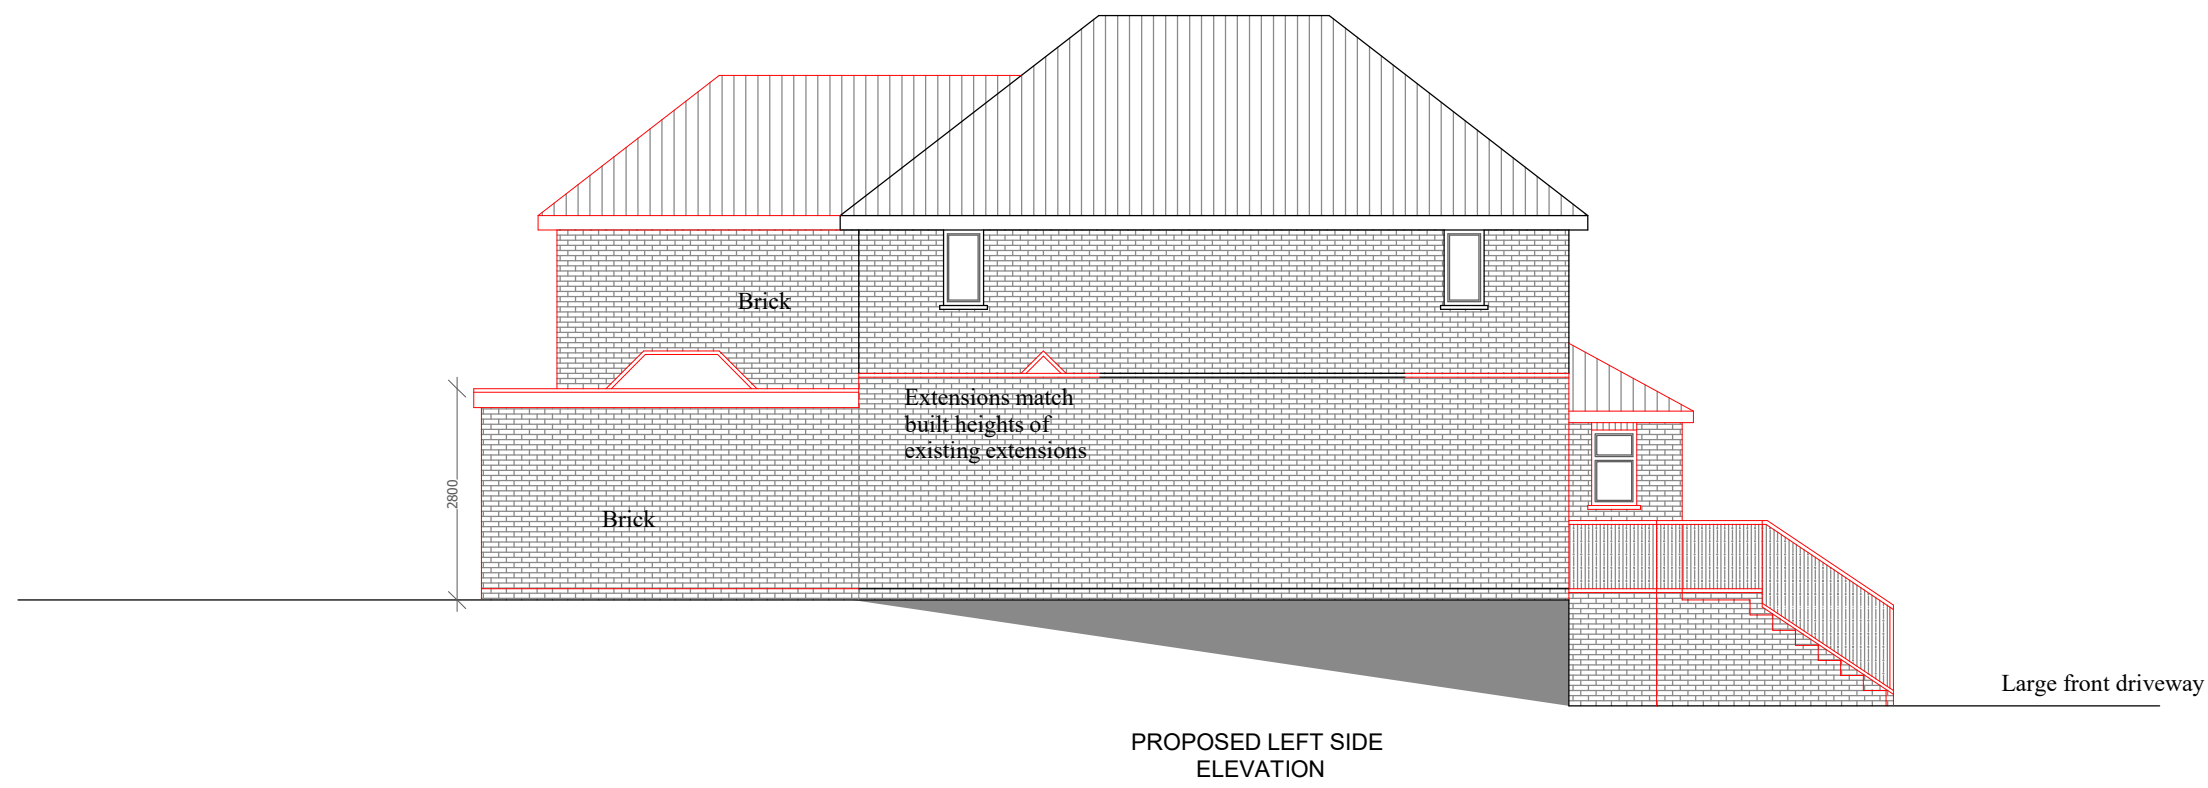 Brick
Extensions match
built heights of
existing extensions
2800
Brick
Large front driveway
PROPOSED LEFT SIDE
ELEVATION